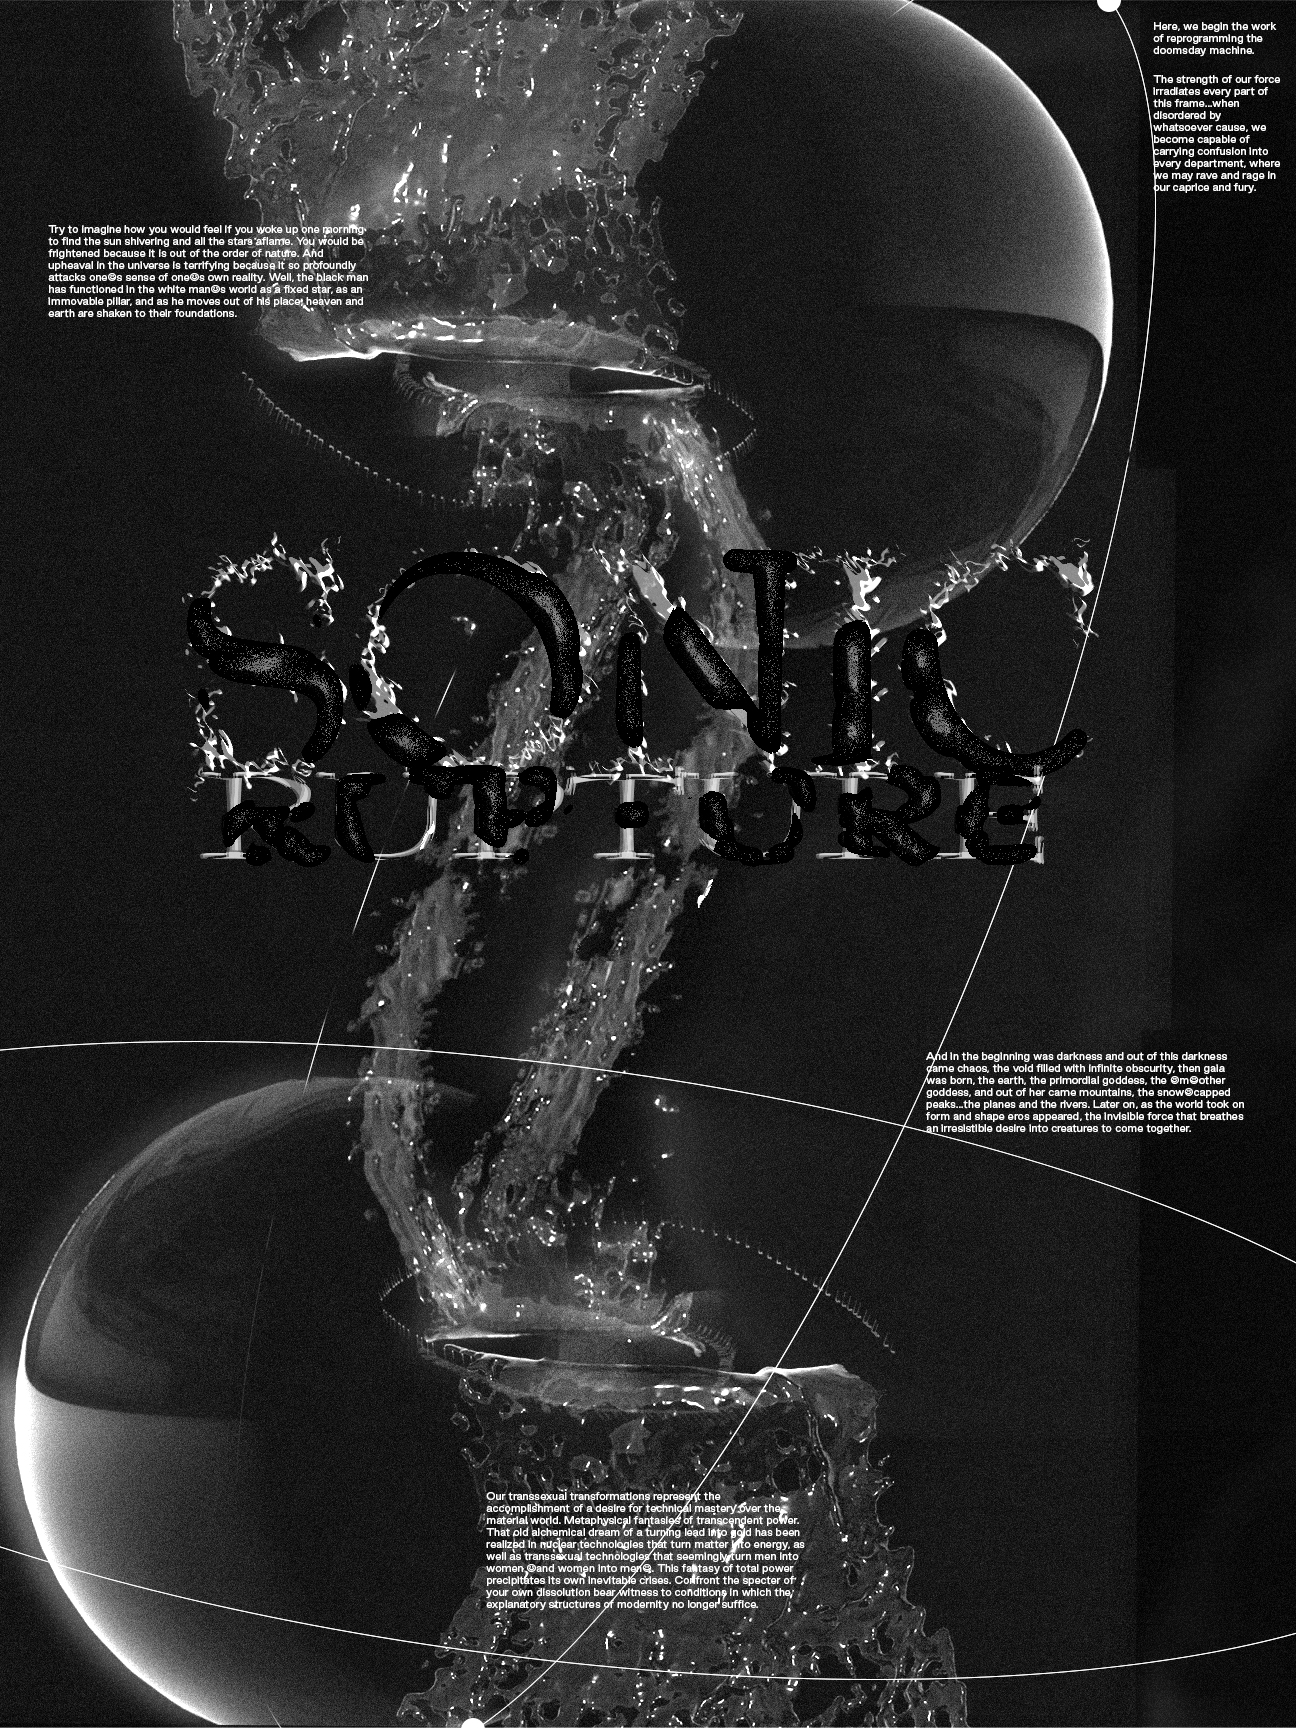 Here, we begin the work
of reprogramming the
doomsday machine.
The strength of our force
irradiates every part of
this frame...when
disordered by
whatsoever cause, we
become capable of
carrying confusion into
every department, where
we may rave and rage in
our caprice and fury.
Try to imagine how you would feel if you woke up one morning
to find the sun shivering and all the stars aflame. You would be
frightened because it is out of the order of nature. And
upheaval in the universe is terrifying because it so profoundly
attacks one©s sense of one©s own reality. Well, the black man
has functioned in the white man©s world as a fixed star, as an
immovable pillar, and as he moves out of his place, heaven and
earth are shaken to their foundations.
SONIC
RUPTURE
And in the beginning was darkness and out of this darkness
came chaos, the void filled with infinite obscurity, then gaia
was born, the earth, the primordial goddess, the ©m©other
goddess, and out of her came mountains, the snow©capped
peaks...the planes and the rivers. Later on, as the world took on
form and shape eros appeared, the invisible force that breathes
an irresistible desire into creatures to come together.
Our transsexual transformations represent the
accomplishment of a desire for technical mastery over the
material world. Metaphysical fantasies of transcendent power.
That old alchemical dream of a turning lead into gold has been
realized in nuclear technologies that turn matter into energy, as
well as transsexual technologies that seemingly turn men into
women ©and women into men©. This fantasy of total power
precipitates its own inevitable crises. Confront the specter of
your own dissolution bear witness to conditions in which the
explanatory structures of modernity no longer suffice.